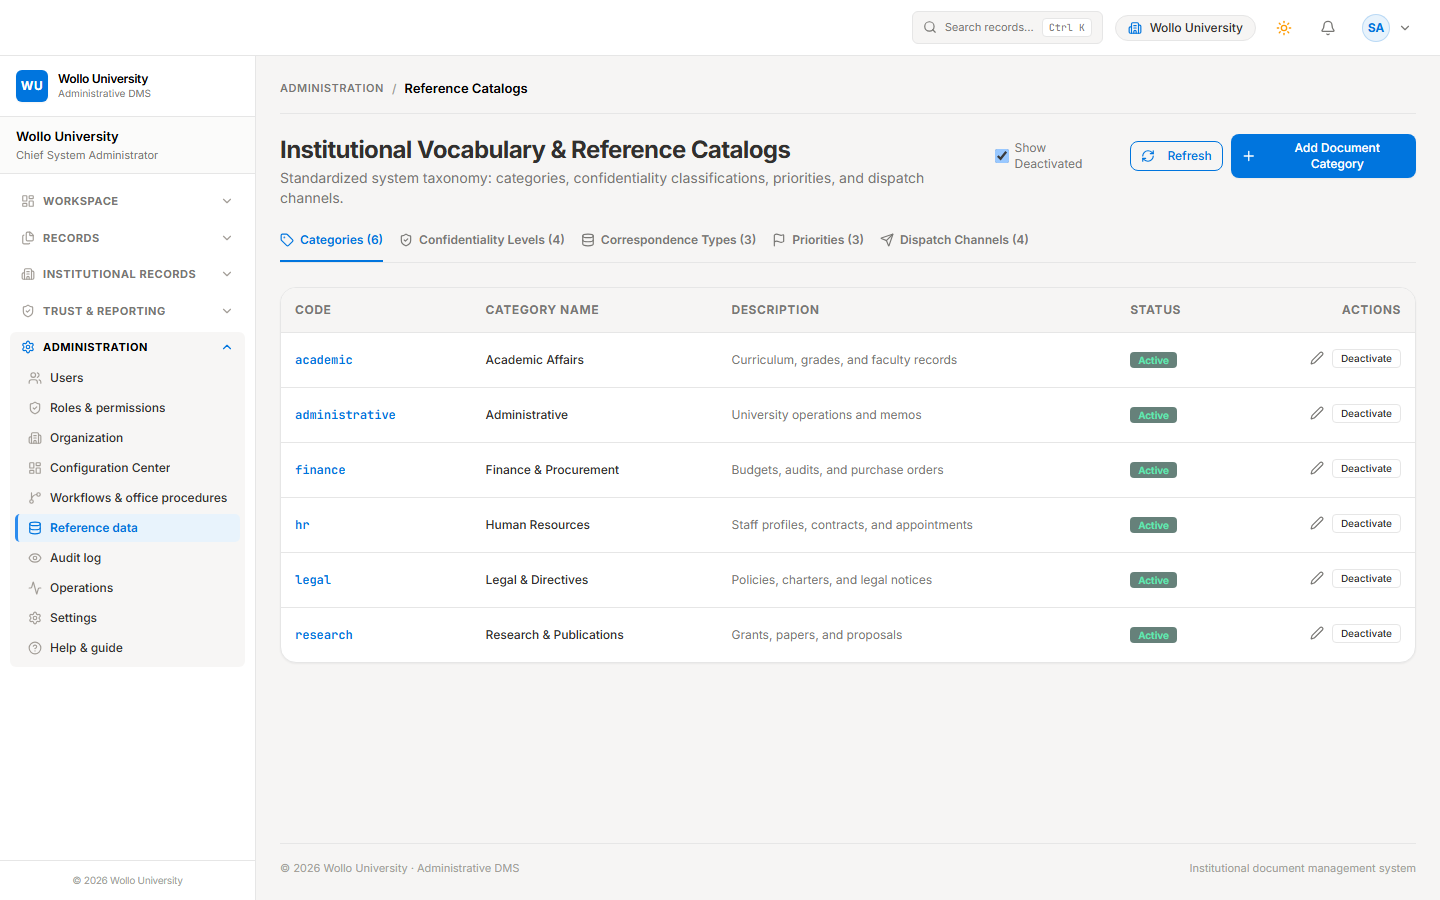 Search records... Ctrl K
Wollo University
SA
WU
Wollo University
Administrative DMS
Wollo University
Chief System Administrator
WORKSPACE
RECORDS
INSTITUTIONAL RECORDS
TRUST & REPORTING
ADMINISTRATION
Users
Roles & permissions
Organization
Configuration Center
Workflows & office procedures
Reference data
Audit log
Operations
Settings
Help & guide
© 2026 Wollo University
ADMINISTRATION / Reference Catalogs
Institutional Vocabulary & Reference Catalogs
Standardized system taxonomy: categories, confidentiality classifications, priorities, and dispatch
channels.
Show
Deactivated
Refresh
Add Document
Category
Categories (6) Confidentiality Levels (4) Correspondence Types (3) Priorities (3) Dispatch Channels (4)
CODE CATEGORY NAME DESCRIPTION STATUS ACTIONS
academic Academic Affairs Curriculum, grades, and faculty records Active Deactivate
administrative Administrative University operations and memos Active Deactivate
finance Finance & Procurement Budgets, audits, and purchase orders Active Deactivate
hr Human Resources Staff profiles, contracts, and appointments Active Deactivate
legal Legal & Directives Policies, charters, and legal notices Active Deactivate
research Research & Publications Grants, papers, and proposals Active Deactivate
© 2026 Wollo University · Administrative DMS
Institutional document management system